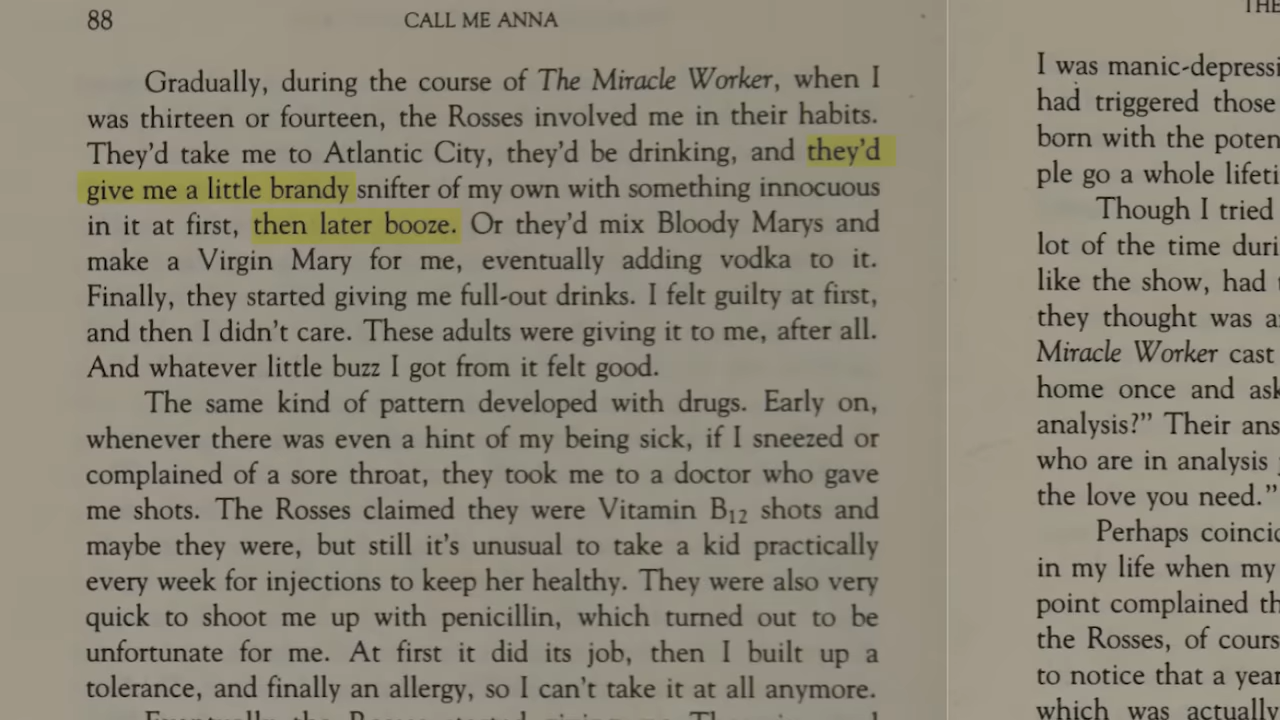 88 CALL ME ANNA
Gradually, during the course of The Miracle Worker, when I
was thirteen or fourteen, the Rosses involved me in their habits.
They'd take me to Atlantic City, they'd be drinking, and they'd
give me a little brandy snifter of my own with something innocuous
in it at first, then later booze. Or they'd mix Bloody Marys and
make a Virgin Mary for me, eventually adding vodka to it.
Finally, they started giving me full-out drinks. I felt guilty at first,
and then I didn't care. These adults were giving it to me, after all.
And whatever little buzz I got from it felt good.
The same kind of pattern developed with drugs. Early on,
whenever there was even a hint of my being sick, if I sneezed or
complained of a sore throat, they took me to a doctor who gave
me shots. The Rosses claimed they were Vitamin B12 shots and
maybe they were, but still it's unusual to take a kid practically
every week for injections to keep her healthy. They were also very
quick to shoot me up with penicillin, which turned out to be
unfortunate for me. At first it did its job, then I built up a
tolerance, and finally an allergy, so I can't take it at all anymore.
THE
I was manic-depressi
had triggered those
born with the poten
ple go a whole lifeti
Though I tried
lot of the time duri
like the show, had
they thought was a
Miracle Worker cast
home once and ask
analysis?" Their ans
who are in analysis
the love you need."
Perhaps coincid
in my life when my
point complained th
the Rosses, of cours
to notice that a year
which was actually